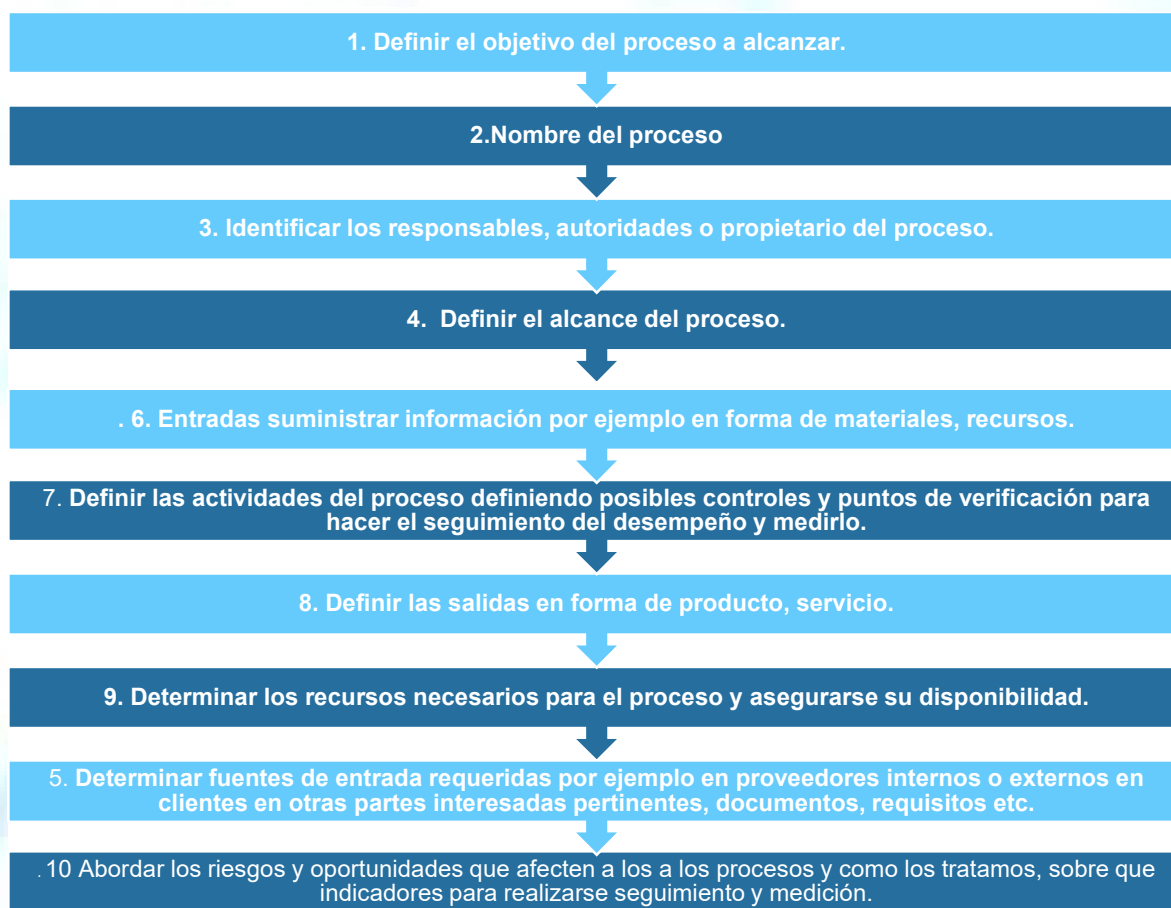 1. Definir el objetivo del proceso a alcanzar.
2.Nombre del proceso
3. Identificar los responsables, autoridades o propietario del proceso.
4. Definir el alcance del proceso.
. 6. Entradas suministrar información por ejemplo en forma de materiales, recursos.
7. Definir las actividades del proceso definiendo posibles controles y puntos de verificación para
hacer el seguimiento del desempeño y medirlo.
8. Definir las salidas en forma de producto, servicio.
9. Determinar los recursos necesarios para el proceso y asegurarse su disponibilidad.
5. Determinar fuentes de entrada requeridas por ejemplo en proveedores internos o externos en
clientes en otras partes interesadas pertinentes, documentos, requisitos etc.
. 10 Abordar los riesgos y oportunidades que afecten a los a los procesos y como los tratamos, sobre que
indicadores para realizarse seguimiento y medición.